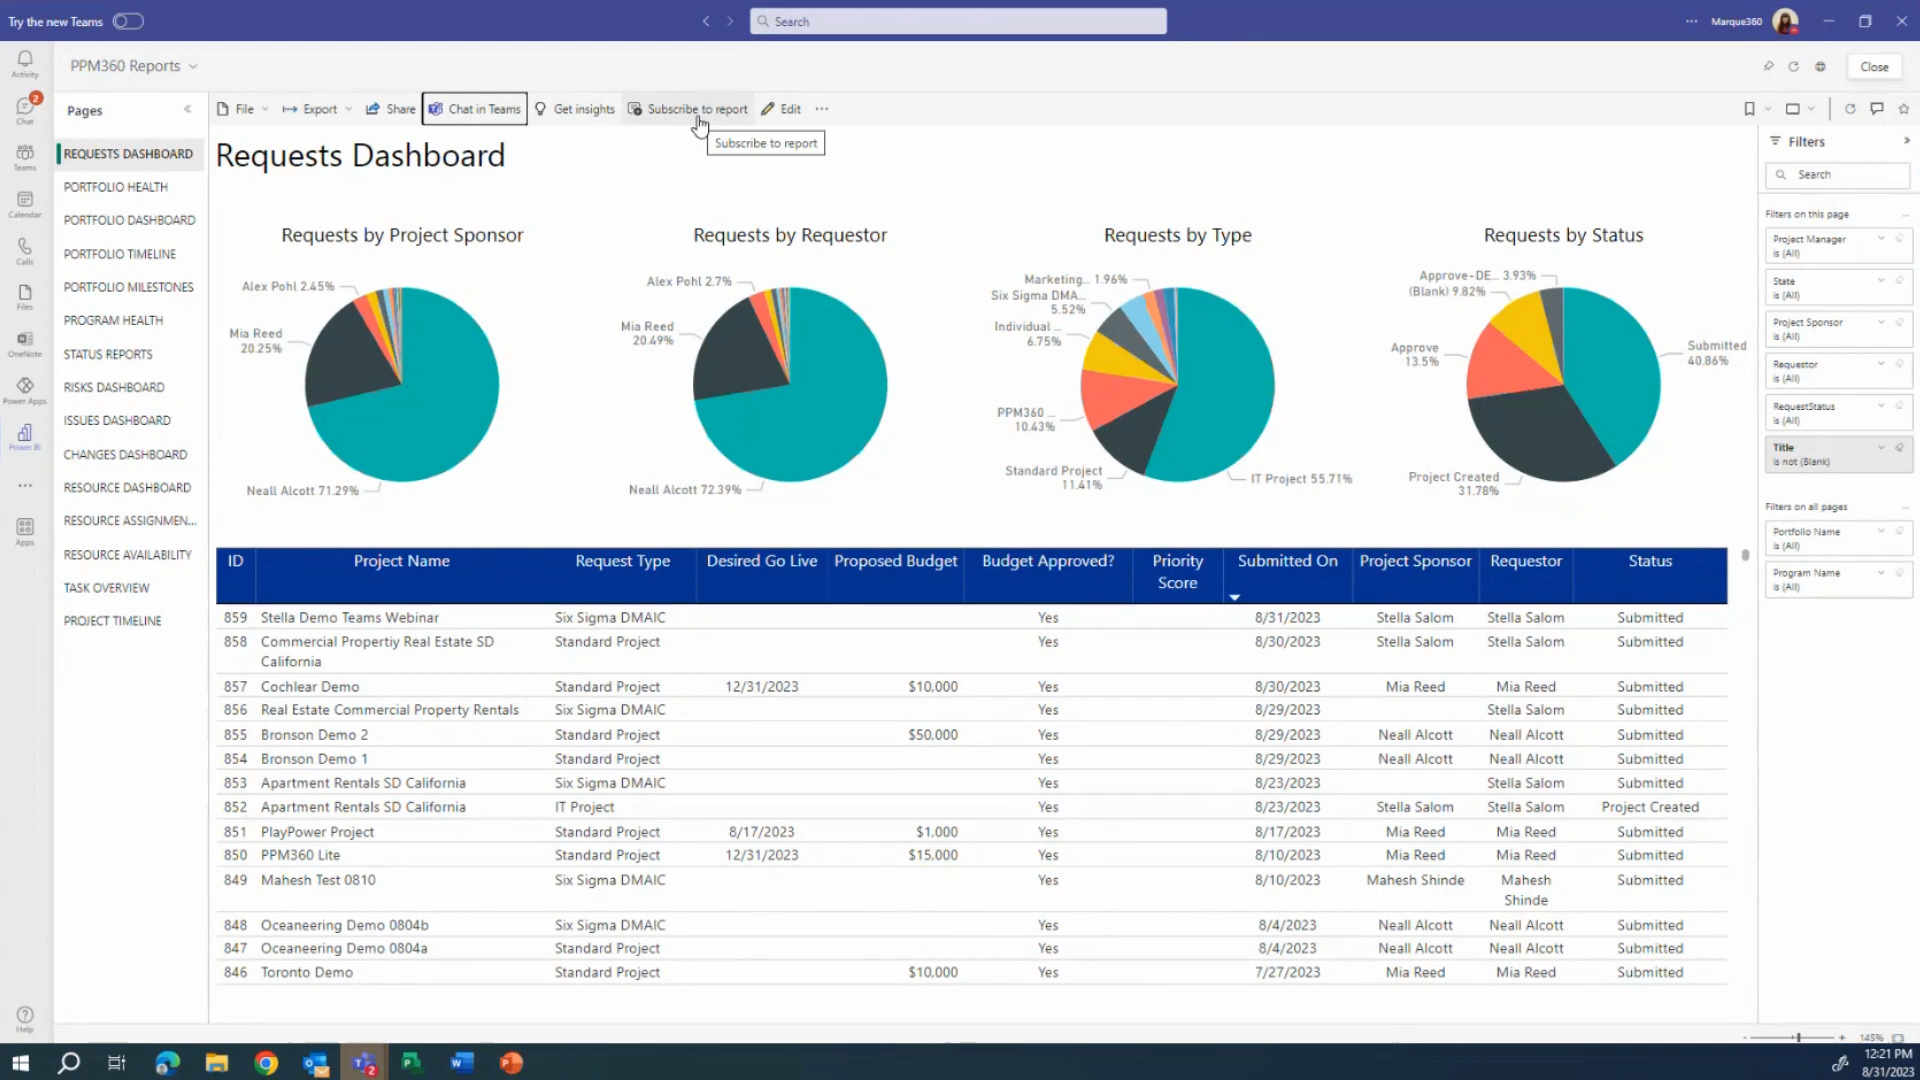 Try the new Teams
Search
Marque360
Activity
Chat
2
Teams
Calendar
Calls
Files
OneNote
Power Apps
Power BI
Apps
Help
PPM360 Reports
Close
Pages
REQUESTS DASHBOARD
PORTFOLIO HEALTH
PORTFOLIO DASHBOARD
PORTFOLIO TIMELINE
PORTFOLIO MILESTONES
PROGRAM HEALTH
STATUS REPORTS
RISKS DASHBOARD
ISSUES DASHBOARD
CHANGES DASHBOARD
RESOURCE DASHBOARD
RESOURCE ASSIGNMEN...
RESOURCE AVAILABILITY
TASK OVERVIEW
PROJECT TIMELINE
File Export Share Chat in Teams Get insights Subscribe to report Edit ...
Subscribe to report
Requests Dashboard
Requests by Project Sponsor
Alex Pohl 2.45%
Mia Reed
20.25%
Neall Alcott 71.29%
Requests by Requestor
Alex Pohl 2.7%
Mia Reed
20.49%
Neall Alcott 72.39%
Requests by Type
Marketing... 1.96%
Six Sigma DMA...
5.52%
Individual ...
6.75%
PPM360 ...
10.43%
Standard Project
11.41%
IT Project 55.71%
Requests by Status
Approve-DE... 3.93%
(Blank) 9.82%
Approve
13.5%
Project Created
31.78%
Submitted
40.86%
ID Project Name Request Type Desired Go Live Proposed Budget Budget Approved? Priority Score Submitted On Project Sponsor Requestor Status
859 Stella Demo Teams Webinar Six Sigma DMAIC Yes 8/31/2023 Stella Salom Stella Salom Submitted
858 Commercial Propertiy Real Estate SD Standard Project Yes 8/30/2023 Stella Salom Stella Salom Submitted
California
857 Cochlear Demo Standard Project 12/31/2023 $10,000 Yes 8/30/2023 Mia Reed Mia Reed Submitted
856 Real Estate Commercial Property Rentals Six Sigma DMAIC Yes 8/29/2023 Stella Salom Submitted
855 Bronson Demo 2 Standard Project $50,000 Yes 8/29/2023 Neall Alcott Neall Alcott Submitted
854 Bronson Demo 1 Standard Project Yes 8/29/2023 Neall Alcott Neall Alcott Submitted
853 Apartment Rentals SD California Six Sigma DMAIC Yes 8/23/2023 Stella Salom Submitted
852 Apartment Rentals SD California IT Project Yes 8/23/2023 Stella Salom Stella Salom Project Created
851 PlayPower Project Standard Project 8/17/2023 $1,000 Yes 8/17/2023 Mia Reed Mia Reed Submitted
850 PPM360 Lite Standard Project 12/31/2023 $15,000 Yes 8/10/2023 Mia Reed Mia Reed Submitted
849 Mahesh Test 0810 Six Sigma DMAIC Yes 8/10/2023 Mahesh Shinde Mahesh Submitted
Shinde
848 Oceaneering Demo 0804b Six Sigma DMAIC Yes 8/4/2023 Neall Alcott Neall Alcott Submitted
847 Oceaneering Demo 0804a Standard Project Yes 8/4/2023 Neall Alcott Neall Alcott Submitted
846 Toronto Demo Standard Project $10,000 Yes 7/27/2023 Mia Reed Mia Reed Submitted
Filters
Search
Filters on this page
Project Manager
is (All)
State
is (All)
Project Sponsor
is (All)
Requestor
is (All)
RequestStatus
is (All)
Title
is not (Blank)
Filters on all pages
Portfolio Name
is (All)
Program Name
is (All)
145%
12:21 PM
8/31/2023